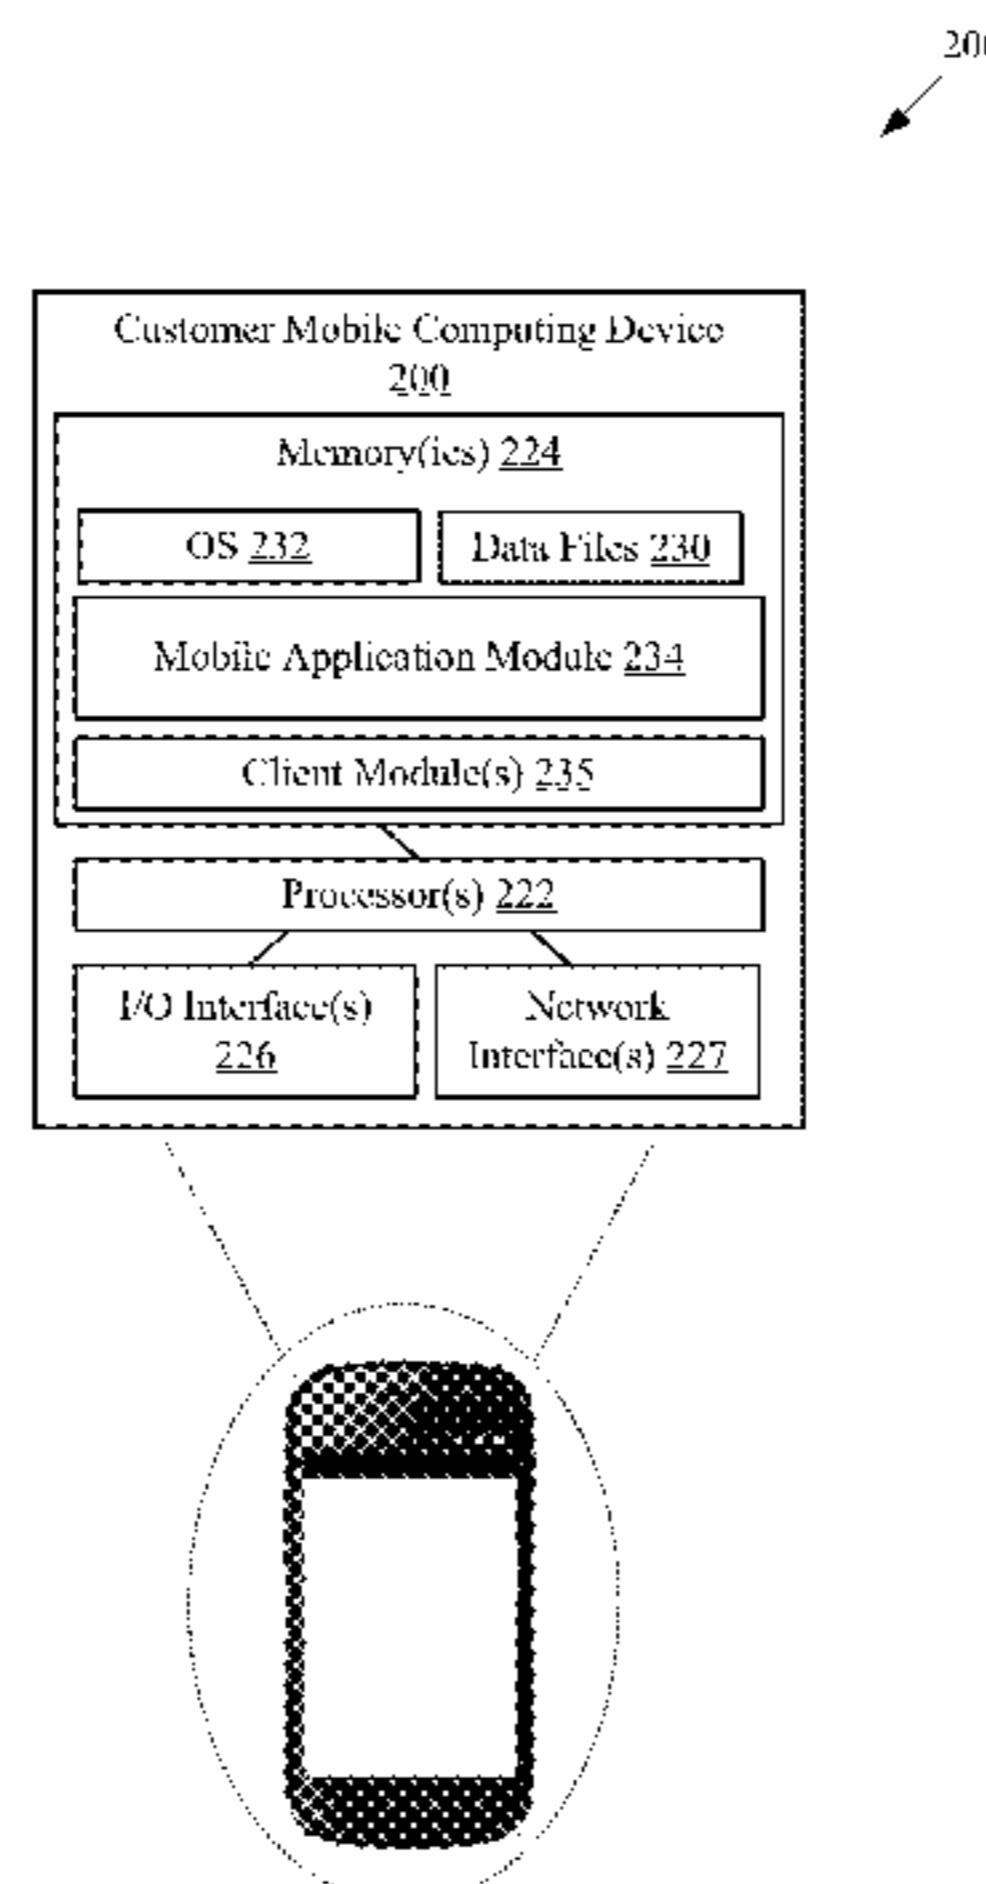 200
Customer Mobile Computing Device
200
Memory(ies) 224
OS 232 Data Files 230
Mobile Application Module 234
Client Module(s) 235
Processor(s) 222
I/O Interface(s)
226
Network
Interface(s) 227